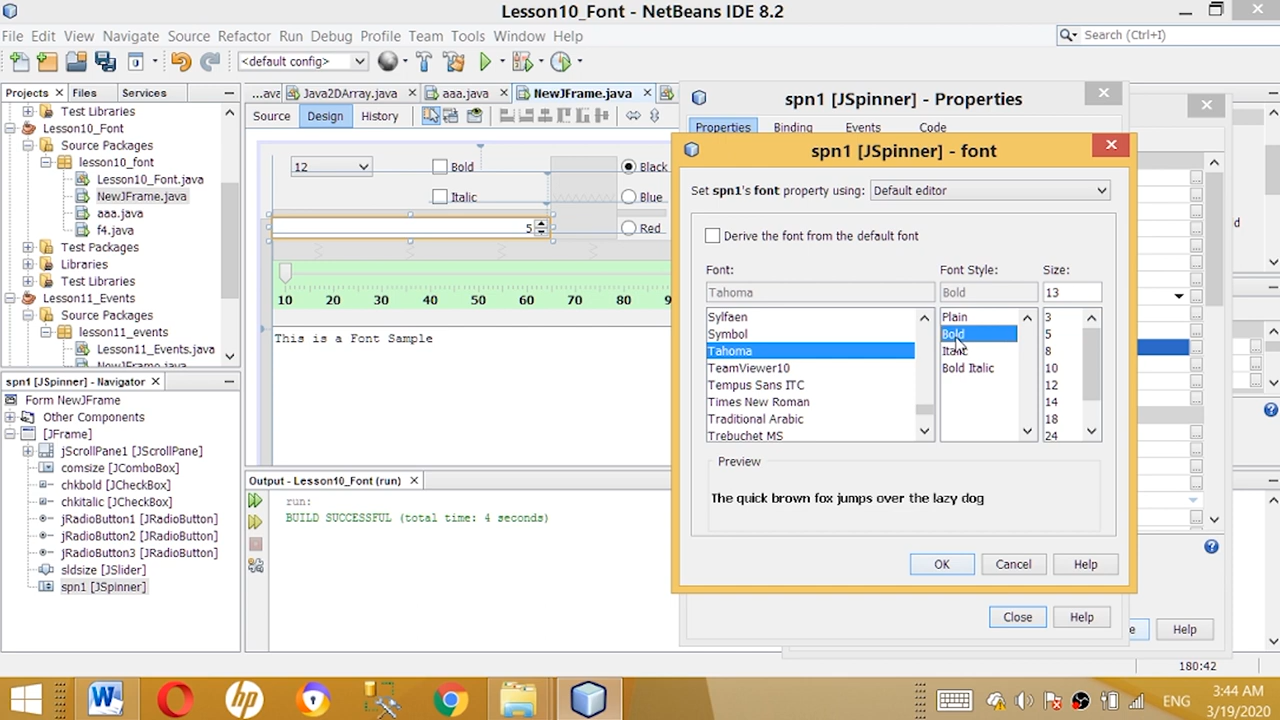 Lesson10_Font - NetBeans IDE 8.2
File Edit View Navigate Source Refactor Run Debug Profile Team Tools Window Help
Search (Ctrl+I)
<default config>
Projects Files Services
Test Libraries
Lesson10_Font
Source Packages
lesson10_font
Lesson10_Font.java
NewJFrame.java
aaa.java
f4.java
Test Packages
Libraries
Test Libraries
Lesson11_Events
Source Packages
lesson11_events
Lesson11_Events.java
NewJFrame.java
spn1 [JSpinner] - Navigator
Form NewJFrame
Other Components
[JFrame]
jScrollPane1 [JScrollPane]
comsize [JComboBox]
chkbold [JCheckBox]
chkitalic [JCheckBox]
jRadioButton1 [JRadioButton]
jRadioButton2 [JRadioButton]
jRadioButton3 [JRadioButton]
sldsize [JSlider]
spn1 [JSpinner]
...ava Java2DArray.java aaa.java NewJFrame.java
Source Design History
12 Bold Black
Italic Blue
5 Red
10 20 30 40 50 60 70 80 9
This is a Font Sample
Output - Lesson10_Font (run)
run:
BUILD SUCCESSFUL (total time: 4 seconds)
spn1 [JSpinner] - Properties
Properties Binding Events Code
spn1 [JSpinner] - font
Set spn1's font property using: Default editor
Derive the font from the default font
Font: Font Style: Size:
Tahoma Bold 13
Sylfaen Plain 3
Symbol Bold 5
Tahoma Italic 8
TeamViewer10 Bold Italic 10
Tempus Sans ITC 12
Times New Roman 14
Traditional Arabic 18
Trebuchet MS 24
Preview
The quick brown fox jumps over the lazy dog
OK Cancel Help
Close Help
e Help
d
180:42
ENG
3:44 AM
3/19/2020